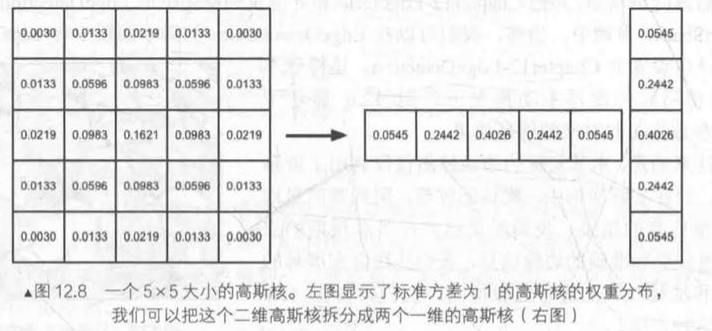 0.0030 0.0133 0.0219 0.0133 0.0030
0.0133 0.0596 0.0983 0.0596 0.0133
0.0219 0.0983 0.1621 0.0983 0.0219
0.0133 0.0596 0.0983 0.0596 0.0133
0.0030 0.0133 0.0219 0.0133 0.0030
0.0545 0.2442 0.4026 0.2442 0.0545
0.0545
0.2442
0.4026
0.2442
0.0545
▲图 12.8 一个 5×5 大小的高斯核。左图显示了标准方差为 1 的高斯核的权重分布，
我们可以把这个二维高斯核拆分成两个一维的高斯核（右图）